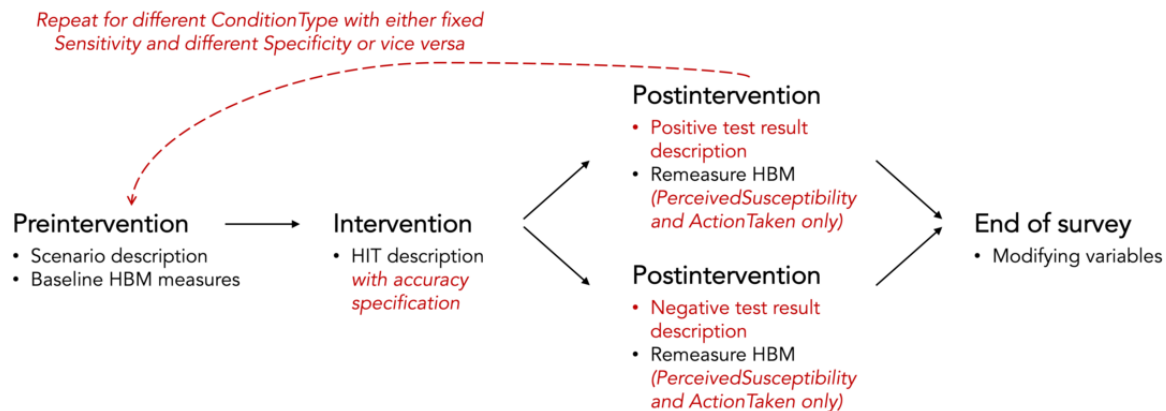 Repeat for different ConditionType with either fixed
Sensitivity and different Specificity or vice versa
Preintervention
• Scenario description
• Baseline HBM measures
Intervention
• HIT description
with accuracy
specification
Postintervention
• Positive test result
description
• Remeasure HBM
(PerceivedSusceptibility
and ActionTaken only)
Postintervention
• Negative test result
description
• Remeasure HBM
(PerceivedSusceptibility
and ActionTaken only)
End of survey
• Modifying variables